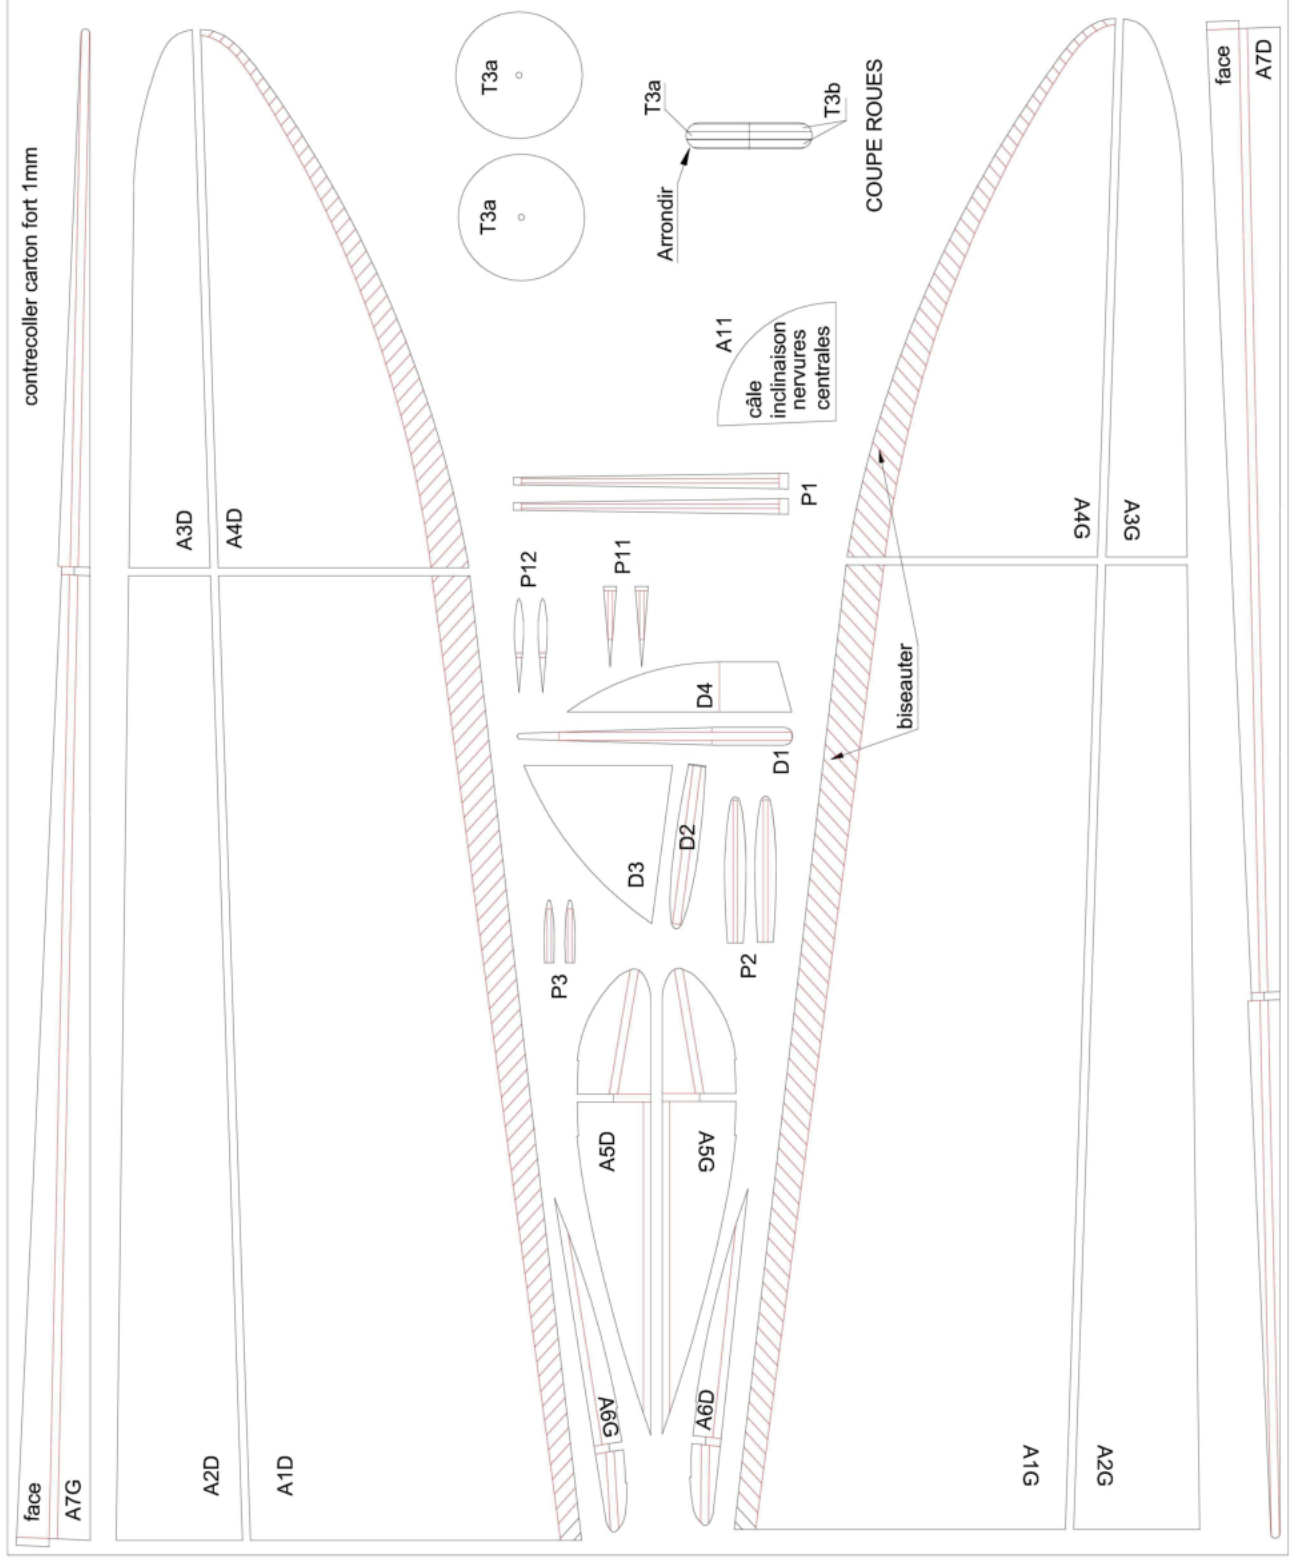 contrecoller carton fort 1mm
face
A7G
A3D
A4D
A2D
A1D
T3a
T3a
T3a
T3b
Arrondir
COUPE ROUES
A11
câle
inclinaison
nervures
centrales
P1
P12
P11
D4
D1
D3
D2
P3
P2
A5D
A5G
A6G
A9D
biseauter
A4G
A3G
A1G
A2G
face
A7D